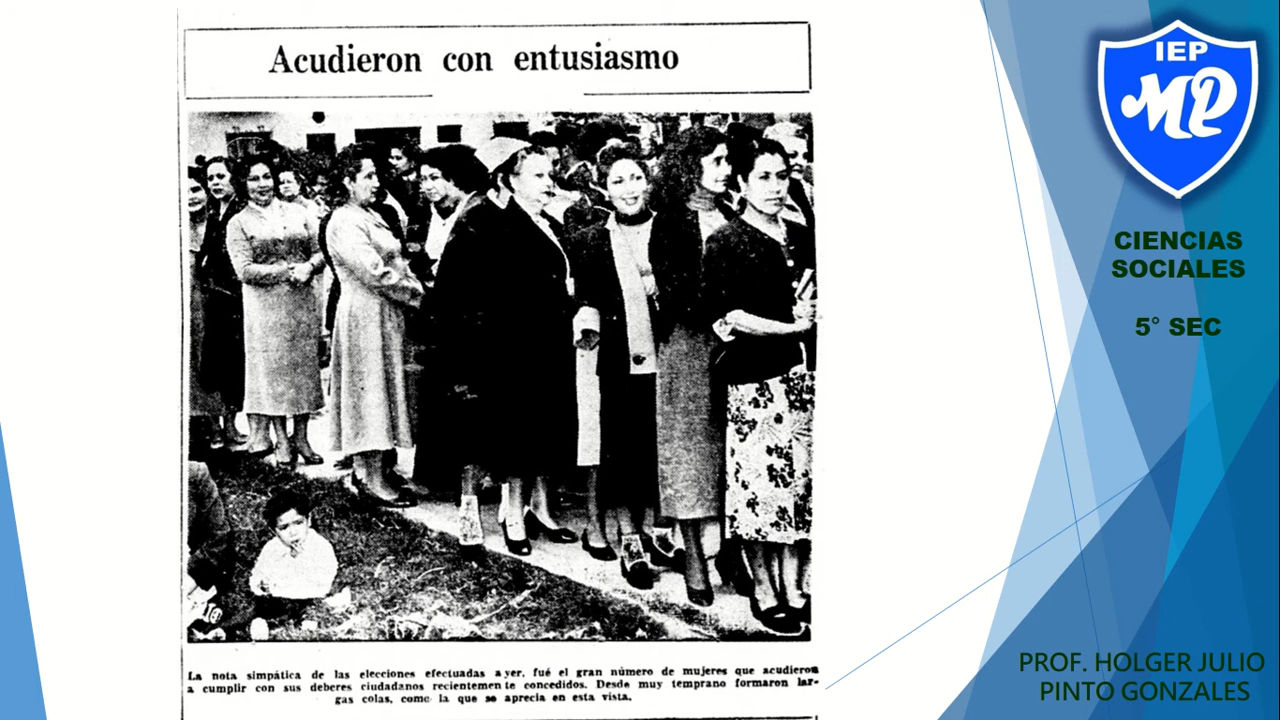 Acudieron con entusiasmo
La nota simpática de las elecciones efectuadas ayer, fué el gran número de mujeres que acudieron
a cumplir con sus deberes ciudadanos recientemente concedidos. Desde muy temprano formaron lar-
gas colas, como la que se aprecia en esta vista.
IEP
MP
CIENCIAS
SOCIALES
5° SEC
PROF. HOLGER JULIO
PINTO GONZALES